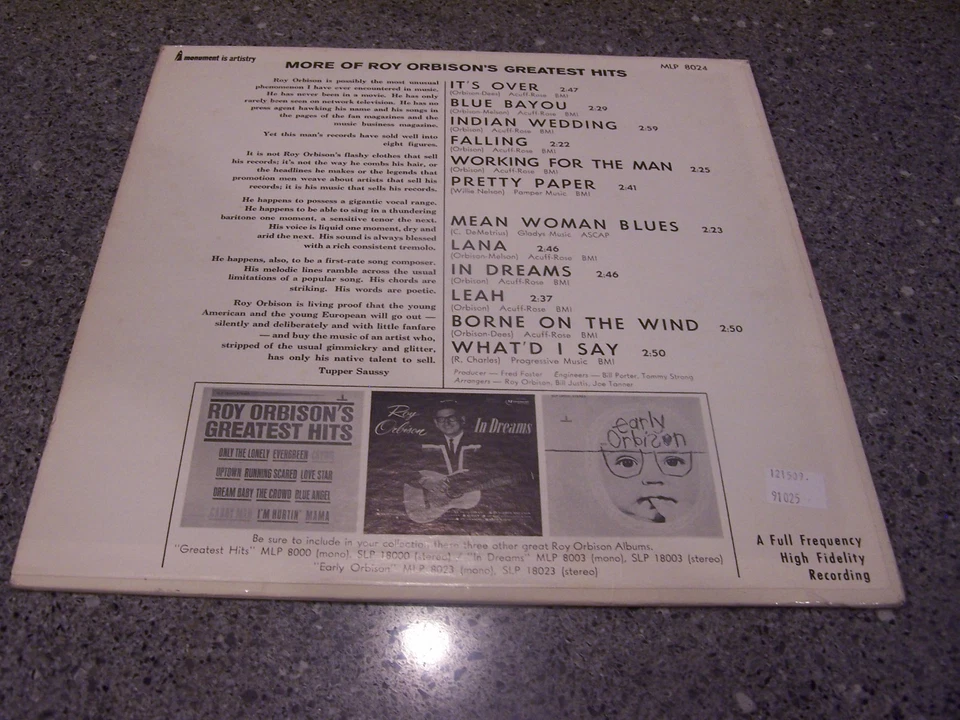 monument is artistry
MORE OF ROY ORBISON'S GREATEST HITS
MLP 8024
Roy Orbison is possibly the most unusual
phenomenon I have ever encountered in music.
He has never been in a movie. He has only
rarely been seen on network television. He has no
press agent hawking his name and his songs in
the pages of the fan magazines and the
music business magazine.
Yet this man's records have sold well into
eight figures.
It is not Roy Orbison's flashy clothes that sell
his records; it's not the way he combs his hair, or
the headlines he makes or the legends that
promotion men weave about artists that sell his
records; it is his music that sells his records.
He happens to possess a gigantic vocal range.
He happens to be able to sing in a thundering
baritone one moment, a sensitive tenor the next.
His voice is liquid one moment, dry and
arid the next. His sound is always blessed
with a rich consistent tremolo.
He happens, also, to be a first-rate song composer.
His melodic lines ramble across the usual
limitations of a popular song. His chords are
striking. His words are poetic.
Roy Orbison is living proof that the young
American and the young European will go out —
silently and deliberately and with little fanfare
— and buy the music of an artist who,
stripped of the usual gimmickry and glitter,
has only his native talent to sell.
Tupper Saussy
IT'S OVER 2:47
(Orbison-Dees) Acuff-Rose BMI
BLUE BAYOU 2:29
(Orbison-Melson) Acuff-Rose BMI
INDIAN WEDDING 2:59
(Orbison) Acuff-Rose BMI
FALLING 2:22
(Orbison) Acuff-Rose BMI
WORKING FOR THE MAN 2:25
(Orbison) Acuff-Rose BMI
PRETTY PAPER 2:41
(Willie Nelson) Pamper Music BMI
MEAN WOMAN BLUES 2:23
(C. DeMetrius) Gladys Music ASCAP
LANA 2:46
(Orbison-Melson) Acuff-Rose BMI
IN DREAMS 2:46
(Orbison) Acuff-Rose BMI
LEAH 2:37
(Orbison) Acuff-Rose BMI
BORNE ON THE WIND 2:50
(Orbison-Dees) Acuff-Rose BMI
WHAT'D I SAY 2:50
(R. Charles) Progressive Music BMI
Producer — Fred Foster Engineers — Bill Porter, Tommy Strong
Arrangers — Roy Orbison, Bill Justis, Joe Tanner
ROY ORBISON'S
GREATEST HITS
ONLY THE LONELY EVERGREEN
UPTOWN RUNNING SCARED LOVE STAR
DREAM BABY THE CROWD BLUE ANGEL
CANDY MAN I'M HURTIN' MAMA
Roy
Orbison
In Dreams
early
Orbison
121507.
91025
Be sure to include in your collection these three other great Roy Orbison Albums.
"Greatest Hits" MLP 8000 (mono), SLP 18000 (stereo) "In Dreams" MLP 8003 (mono), SLP 18003 (stereo)
"Early Orbison" MLP 8023 (mono), SLP 18023 (stereo)
A Full Frequency
High Fidelity
Recording